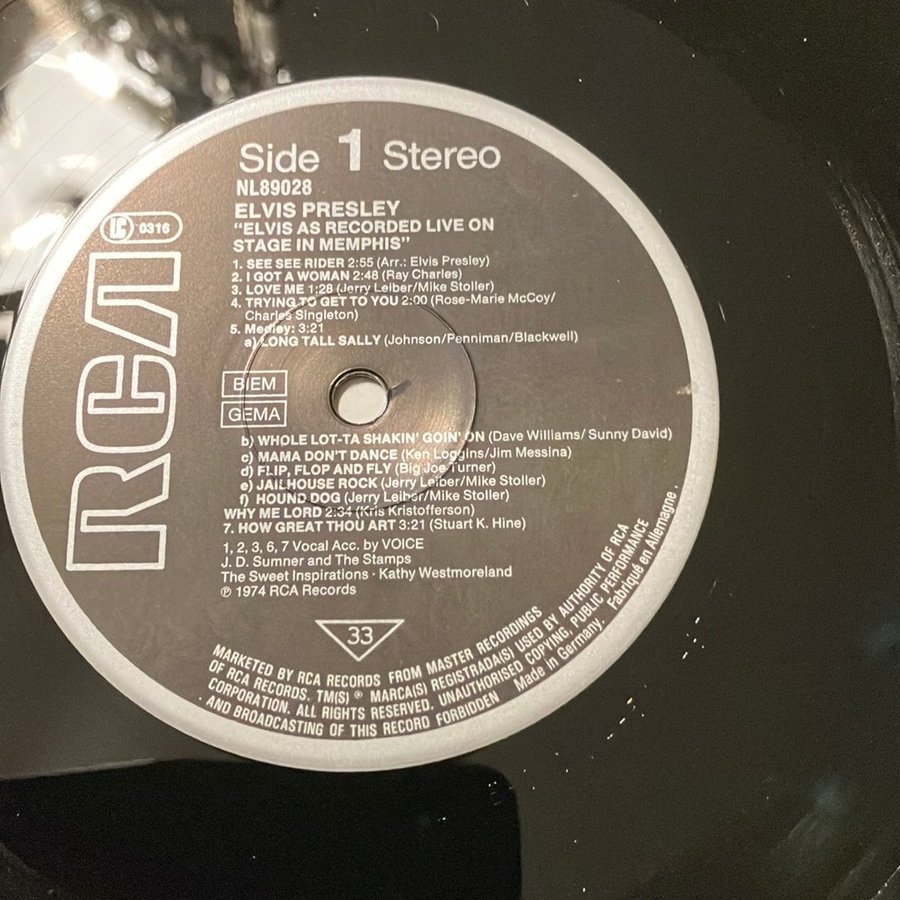 Side 1 Stereo
NL89028
ELVIS PRESLEY
"ELVIS AS RECORDED LIVE ON
STAGE IN MEMPHIS"
1. SEE SEE RIDER 2:55 (Arr.: Elvis Presley)
2. I GOT A WOMAN 2:48 (Ray Charles)
3. LOVE ME 1:28 (Jerry Leiber/Mike Stoller)
4. TRYING TO GET TO YOU 2:00 (Rose-Marie McCoy/
Charles Singleton)
5. Medley: 3:21
a) LONG TALL SALLY (Johnson/Penniman/Blackwell)
BIEM
GEMA
b) WHOLE LOT-TA SHAKIN' GOIN' ON (Dave Williams/ Sunny David)
c) MAMA DON'T DANCE (Ken Loggins/Jim Messina)
d) FLIP, FLOP AND FLY (Big Joe Turner)
e) JAILHOUSE ROCK (Jerry Leiber/Mike Stoller)
f) HOUND DOG (Jerry Leiber/Mike Stoller)
WHY ME LORD 2:34 (Kris Kristofferson)
7. HOW GREAT THOU ART 3:21 (Stuart K. Hine)
1, 2, 3, 6, 7 Vocal Acc. by VOICE
J. D. Sumner and The Stamps
The Sweet Inspirations · Kathy Westmoreland
℗ 1974 RCA Records
33
RCA
LC 0316
MARKETED BY RCA RECORDS FROM MASTER RECORDINGS
OF RCA RECORDS. TM(S) ® MARCA(S) REGISTRADA(S) USED BY AUTHORITY OF RCA
CORPORATION. ALL RIGHTS RESERVED. UNAUTHORISED COPYING, PUBLIC PERFORMANCE
. AND BROADCASTING OF THIS RECORD FORBIDDEN Made in Germany. Fabriqué en Allemagne .